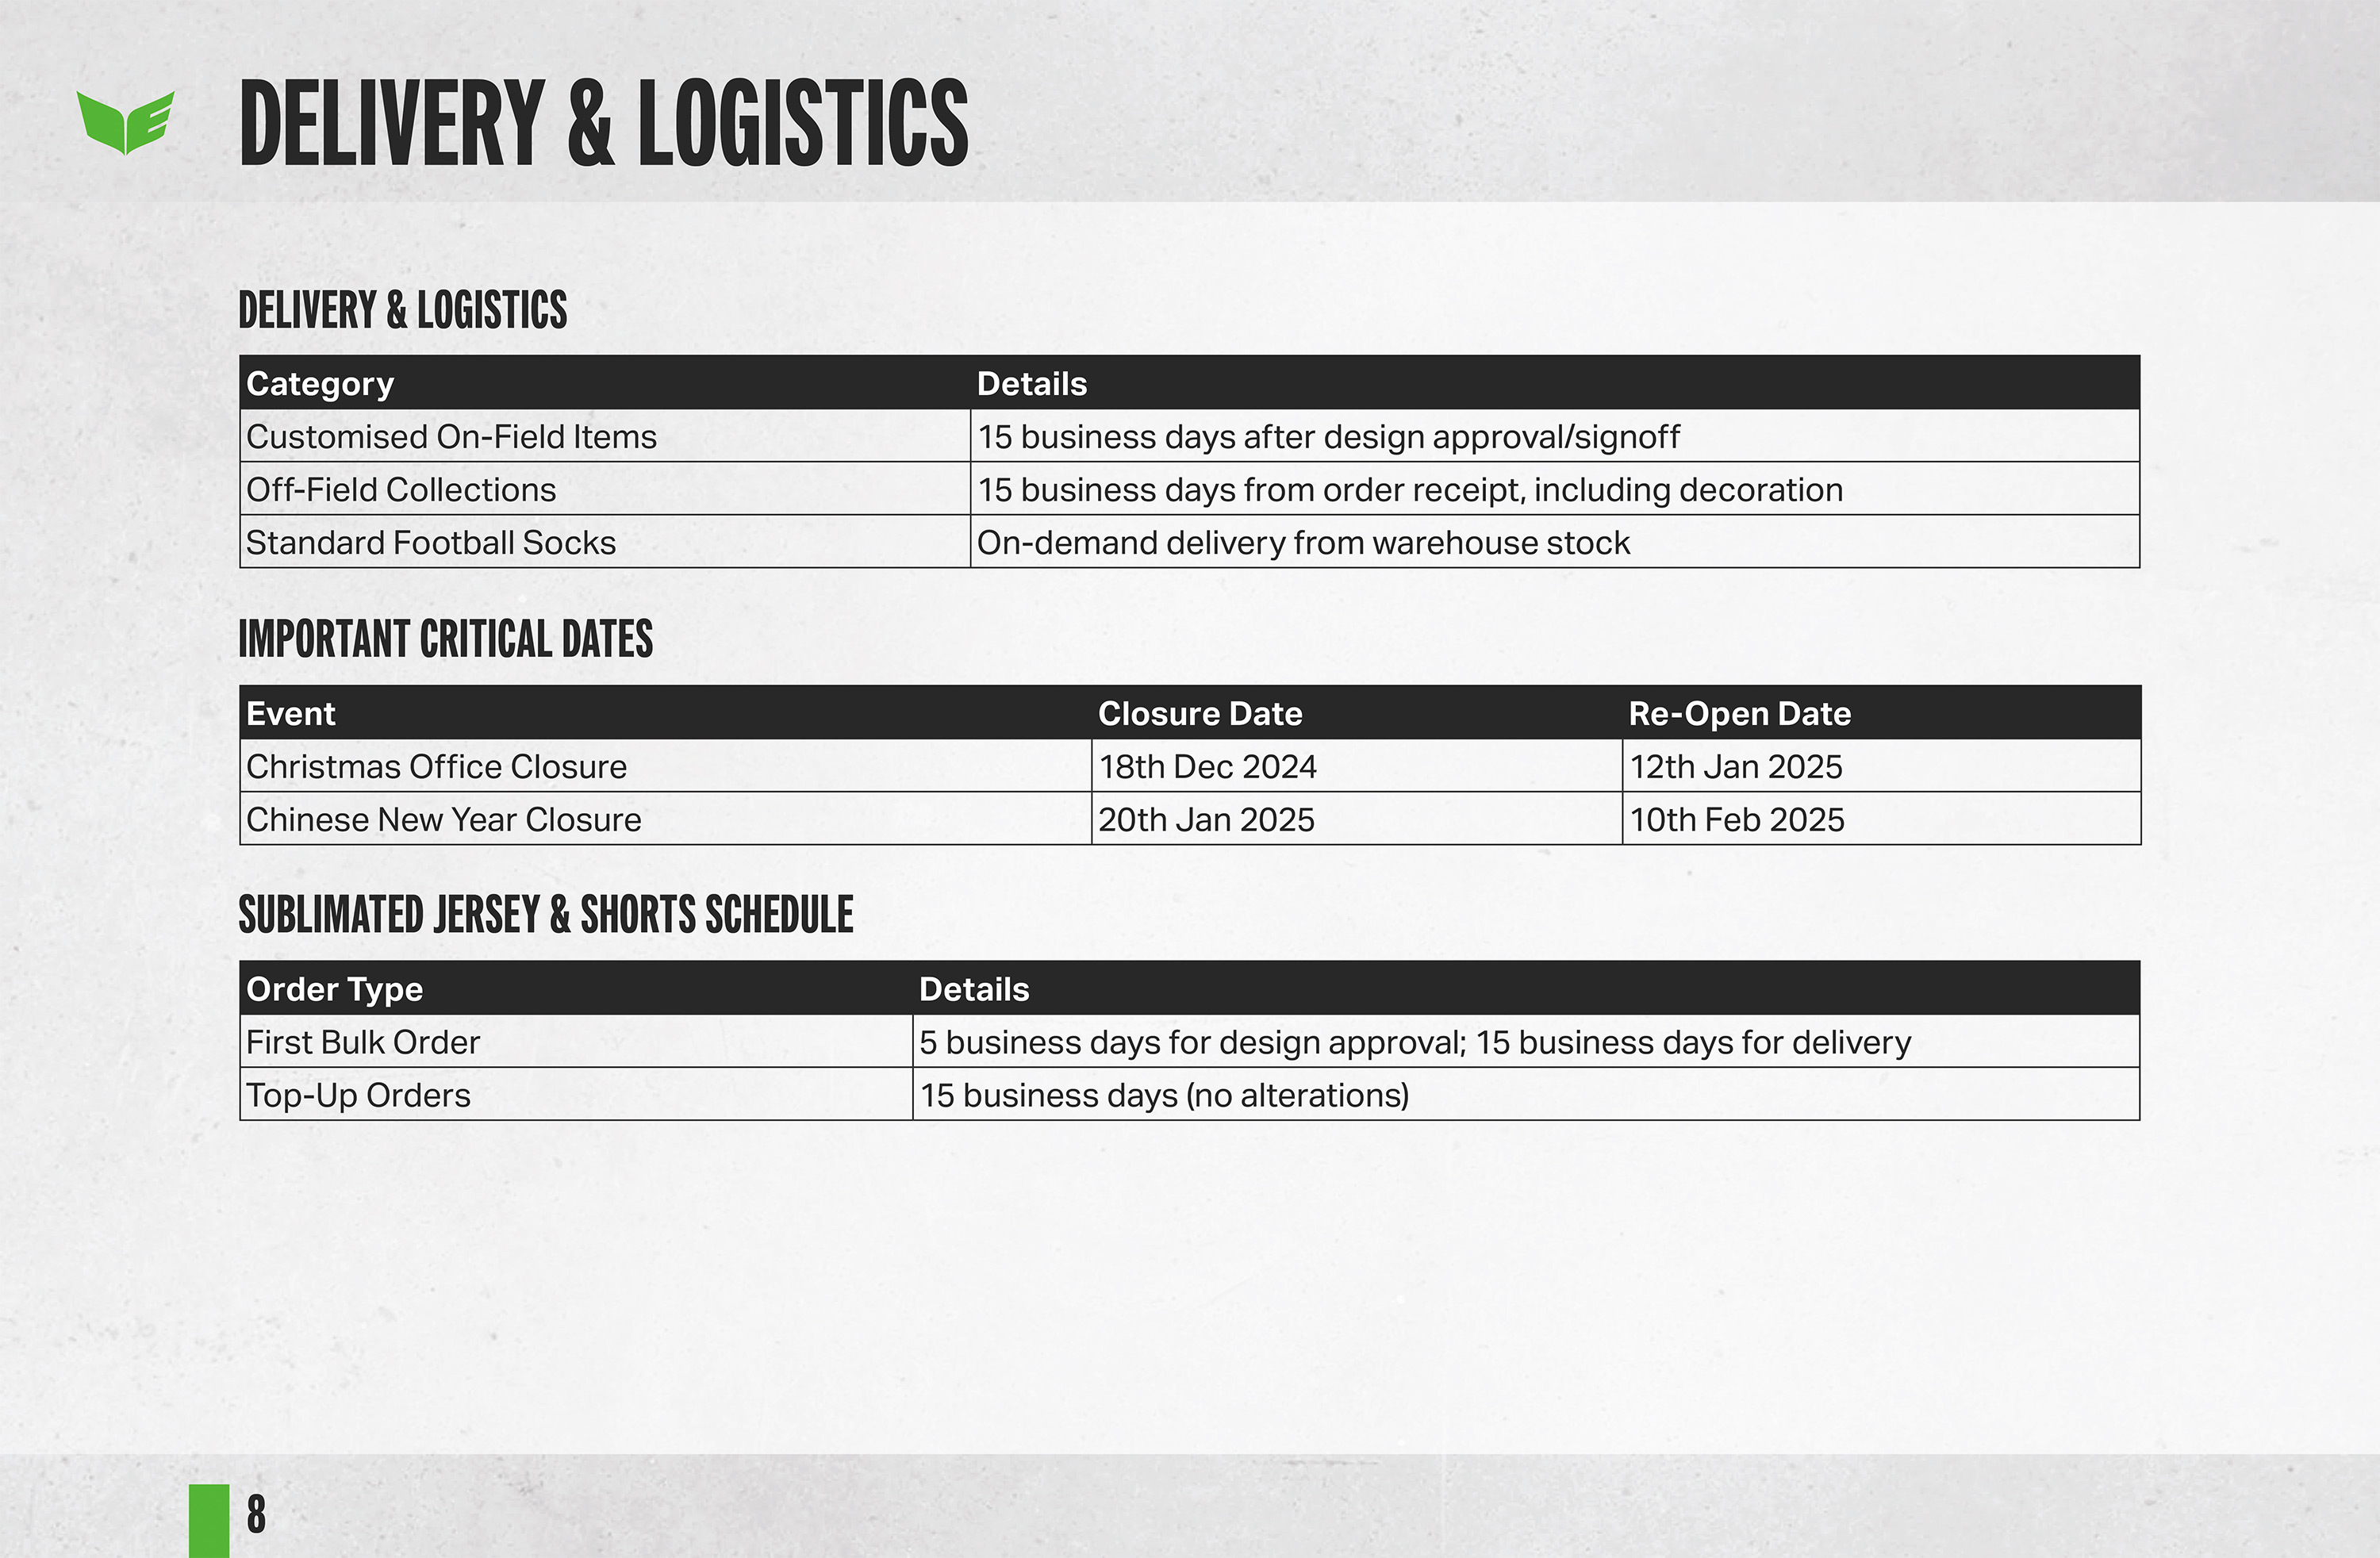 DELIVERY & LOGISTICS
DELIVERY & LOGISTICS
Category Details
Customised On-Field Items 15 business days after design approval/signoff
Off-Field Collections 15 business days from order receipt, including decoration
Standard Football Socks On-demand delivery from warehouse stock
IMPORTANT CRITICAL DATES
Event Closure Date Re-Open Date
Christmas Office Closure 18th Dec 2024 12th Jan 2025
Chinese New Year Closure 20th Jan 2025 10th Feb 2025
SUBLIMATED JERSEY & SHORTS SCHEDULE
Order Type Details
First Bulk Order 5 business days for design approval; 15 business days for delivery
Top-Up Orders 15 business days (no alterations)
8